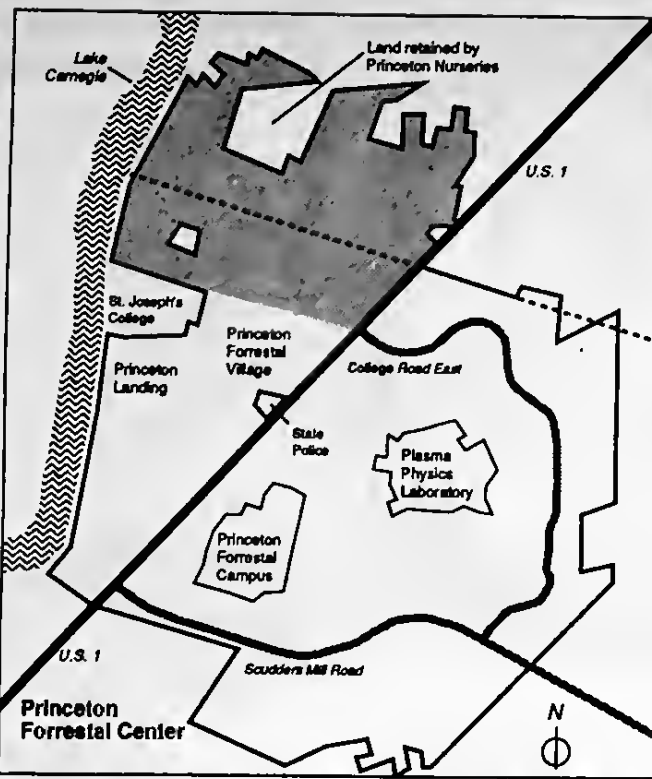 Lake
Carnegie
Land retained by
Princeton Nurseries
U.S. 1
St. Joseph's
College
Princeton
Landing
Princeton
Forrestal
Village
College Road East
State
Police
Plasma
Physics
Laboratory
Princeton
Forrestal
Campus
U.S. 1
Scudders Mill Road
Princeton
Forrestal Center
N